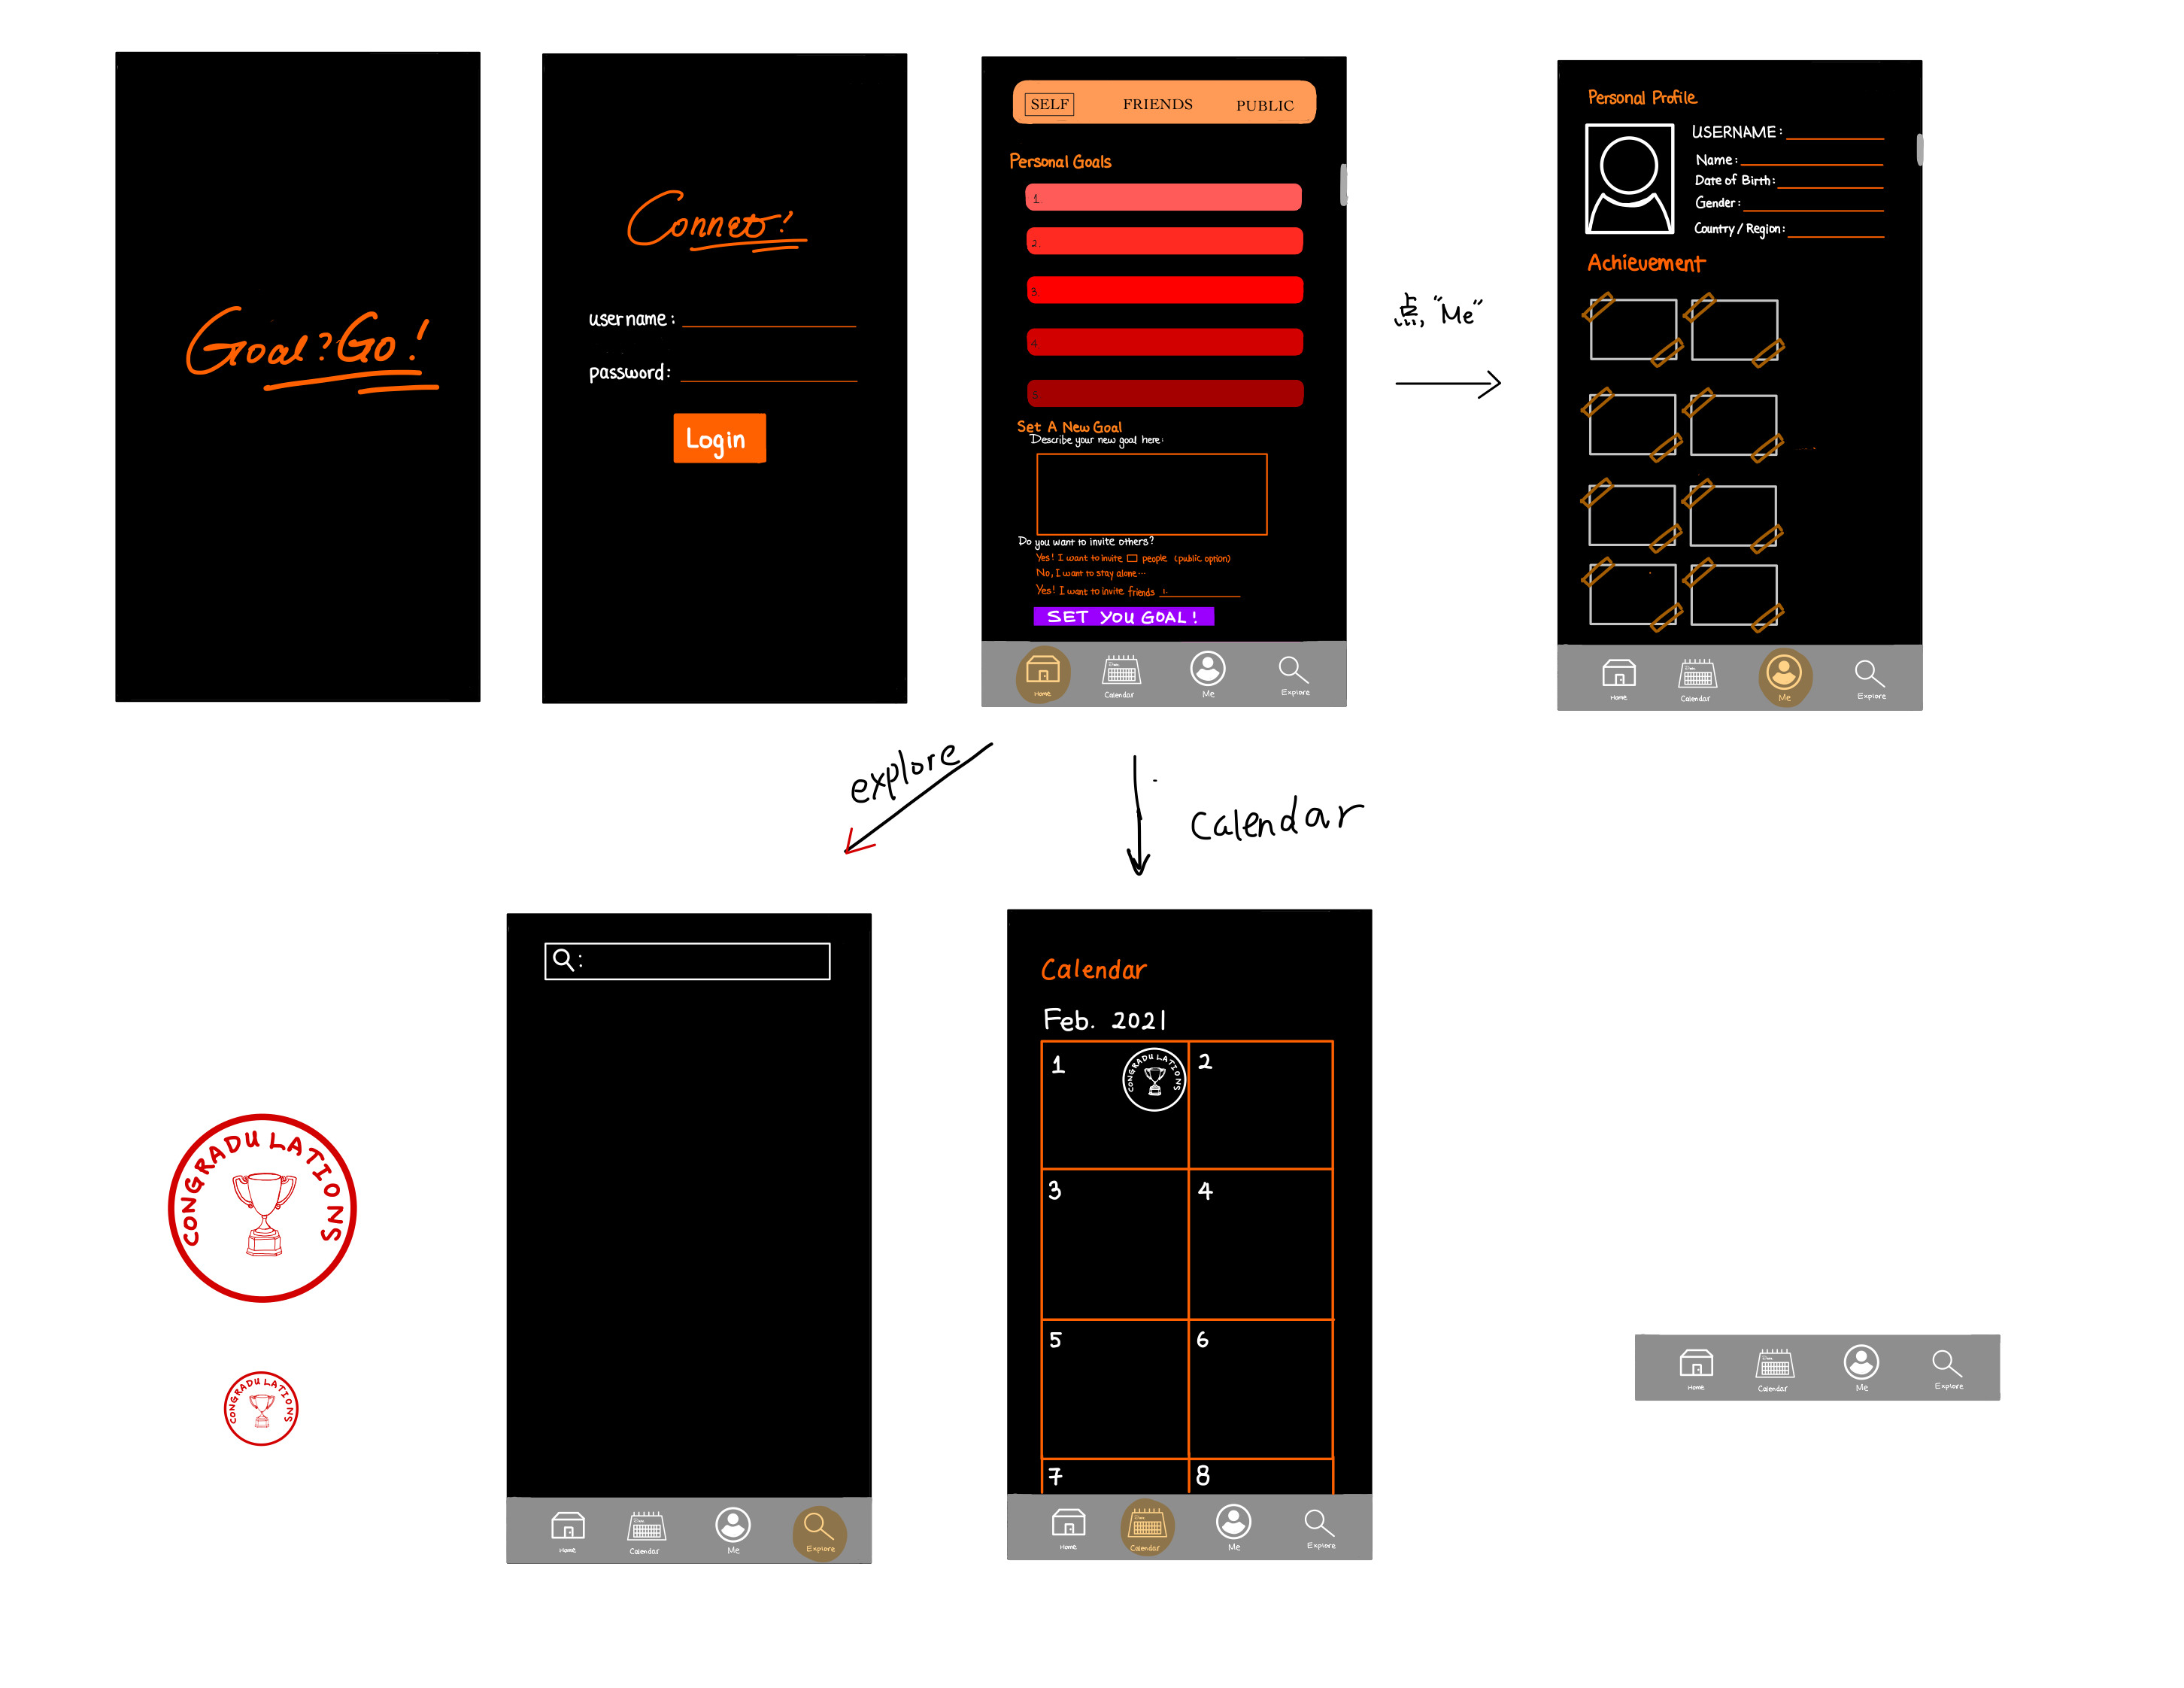 Goal?Go!
Connet!
username:
password:
Login
SELF FRIENDS PUBLIC
Personal Goals
1.
2.
3.
4
5
Set A New Goal
Describe your new goal here:
Do you want to invite others?
Yes! I want to invite people (public option)
No, I want to stay alone...
Yes! I want to invite friends 1.
SET YOU GOAL!
Home Calendar Me Explore
点 "Me"
Personal Profile
USERNAME:
Name:
Date of Birth:
Gender:
Country / Region:
Achievement
Home Calendar Me Explore
explore
Calendar
CONGRADULATIONS
CONGRADULATIONS
:
Home Calendar Me Explore
Calendar
Feb. 2021
1 CONGRADULATIONS 2
3 4
5 6
7 8
Home Calendar Me Explore
Home Calendar Me Explore